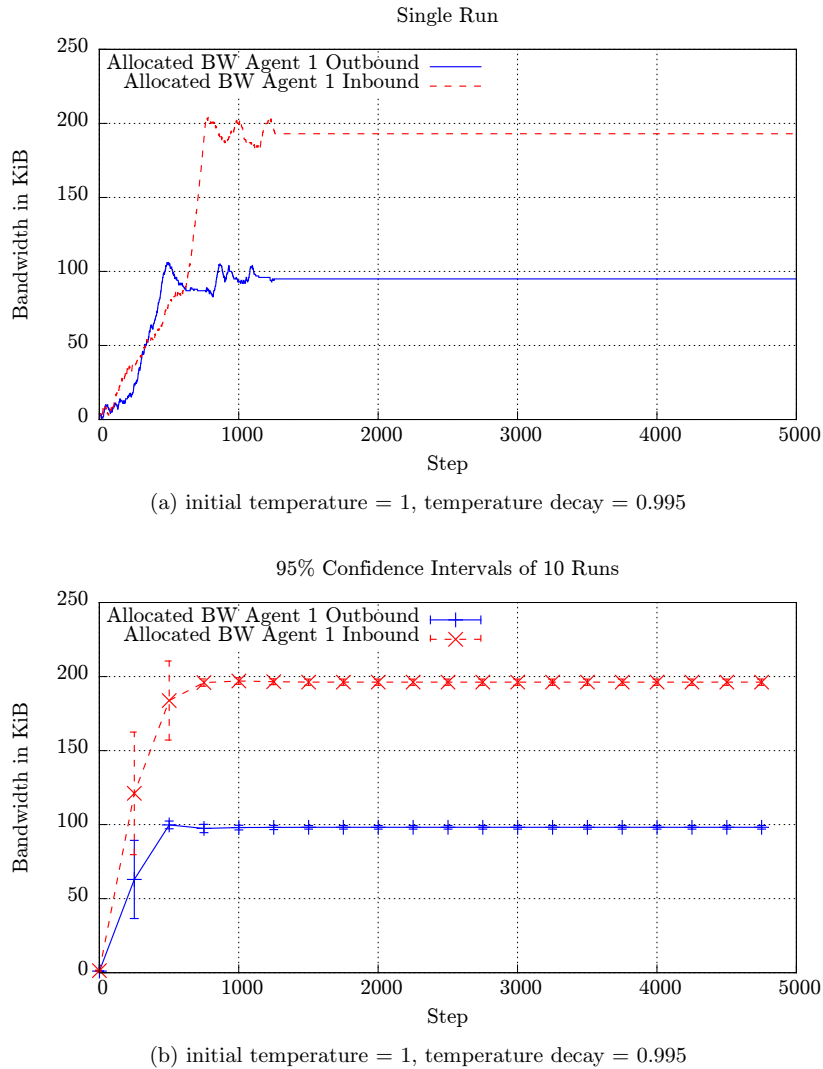 Single Run
250
200
150
100
50
0
Bandwidth in KiB
Allocated BW Agent 1 Outbound
Allocated BW Agent 1 Inbound
0 1000 2000 3000 4000 5000
Step
(a) initial temperature = 1, temperature decay = 0.995
95% Confidence Intervals of 10 Runs
250
200
150
100
50
0
Bandwidth in KiB
Allocated BW Agent 1 Outbound
Allocated BW Agent 1 Inbound
0 1000 2000 3000 4000 5000
Step
(b) initial temperature = 1, temperature decay = 0.995